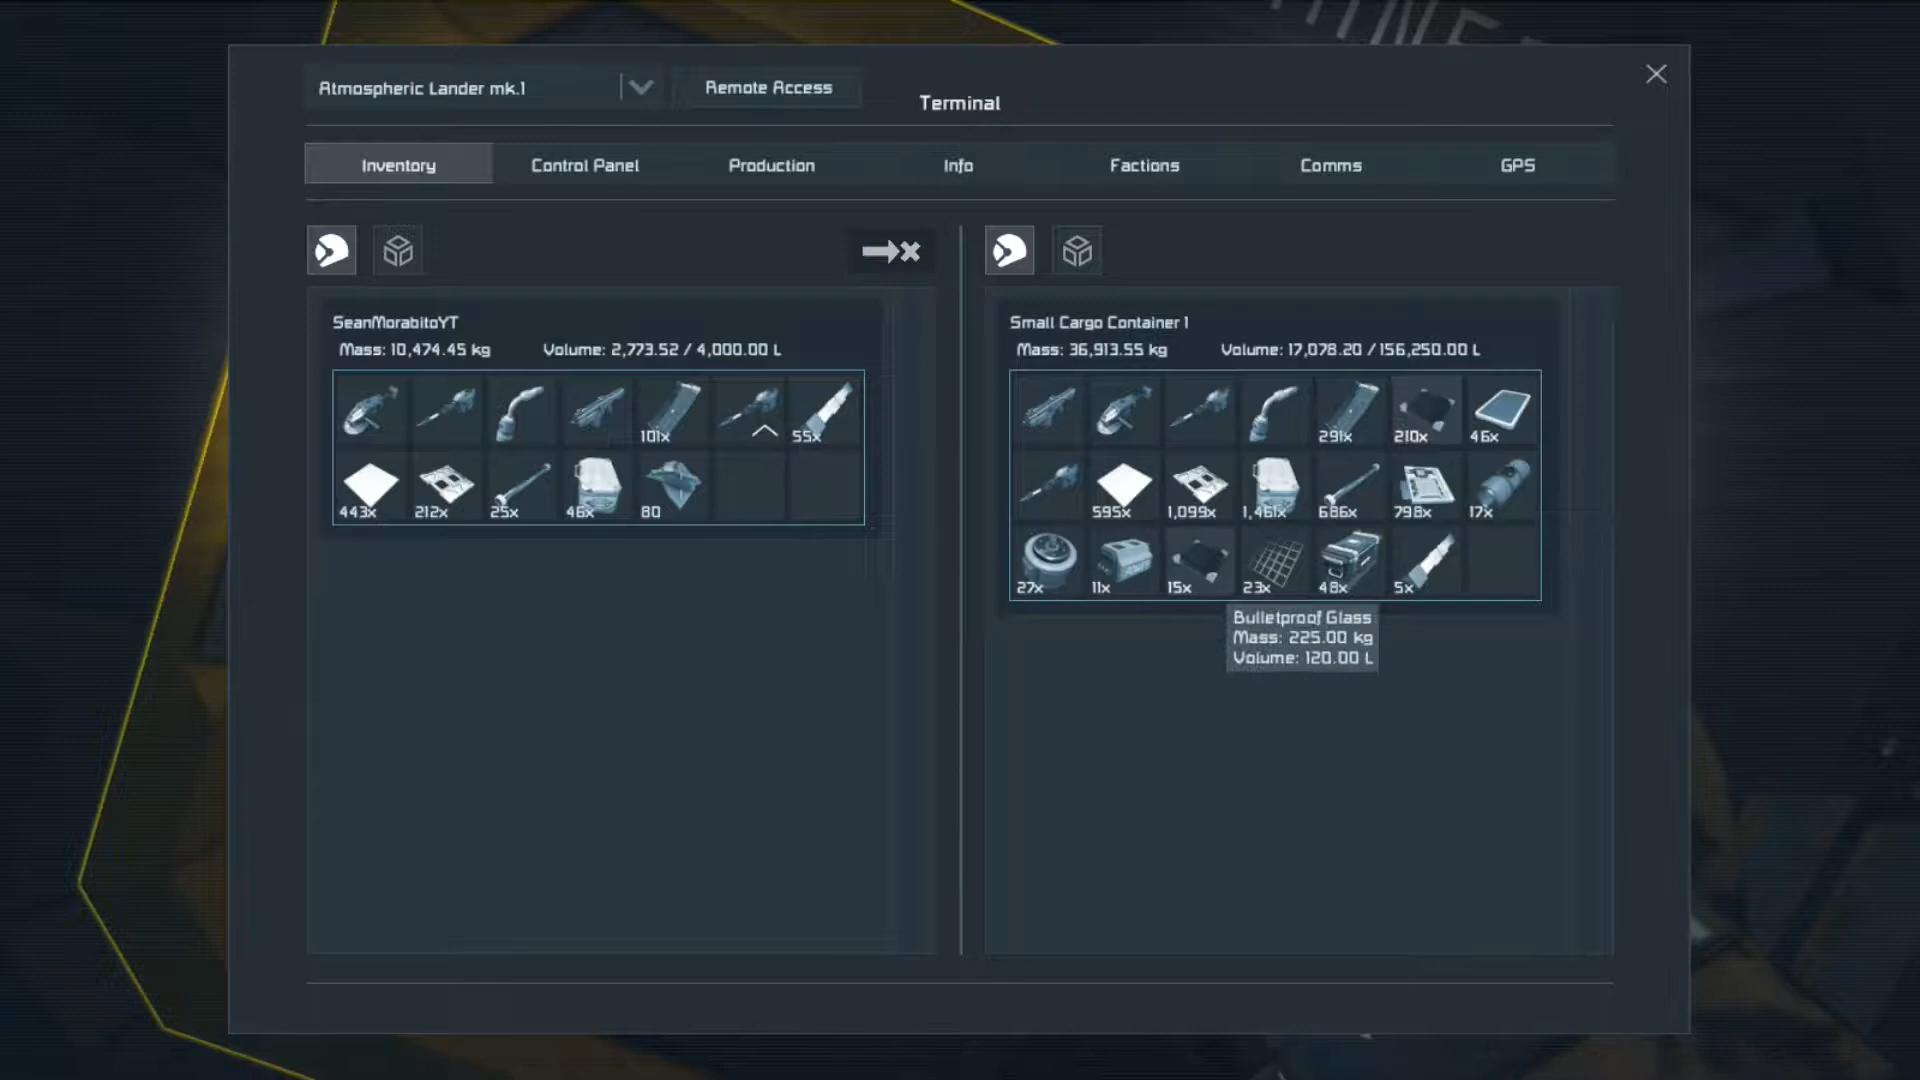 Atmospheric Lander mk.1
Remote Access
Terminal
Inventory
Control Panel
Production
Info
Factions
Comms
GPS
SeanMorabitoYT
Mass: 10,474.45 kg Volume: 2,773.52 / 4,000.00 L
101x 55x
443x 212x 25x 46x 80
Small Cargo Container 1
Mass: 36,913.55 kg Volume: 17,078.20 / 156,250.00 L
291x 210x 46x
595x 1,099x 1,461x 686x 798x 17x
27x 11x 15x 23x 48x 5x
Bulletproof Glass
Mass: 225.00 kg
Volume: 120.00 L